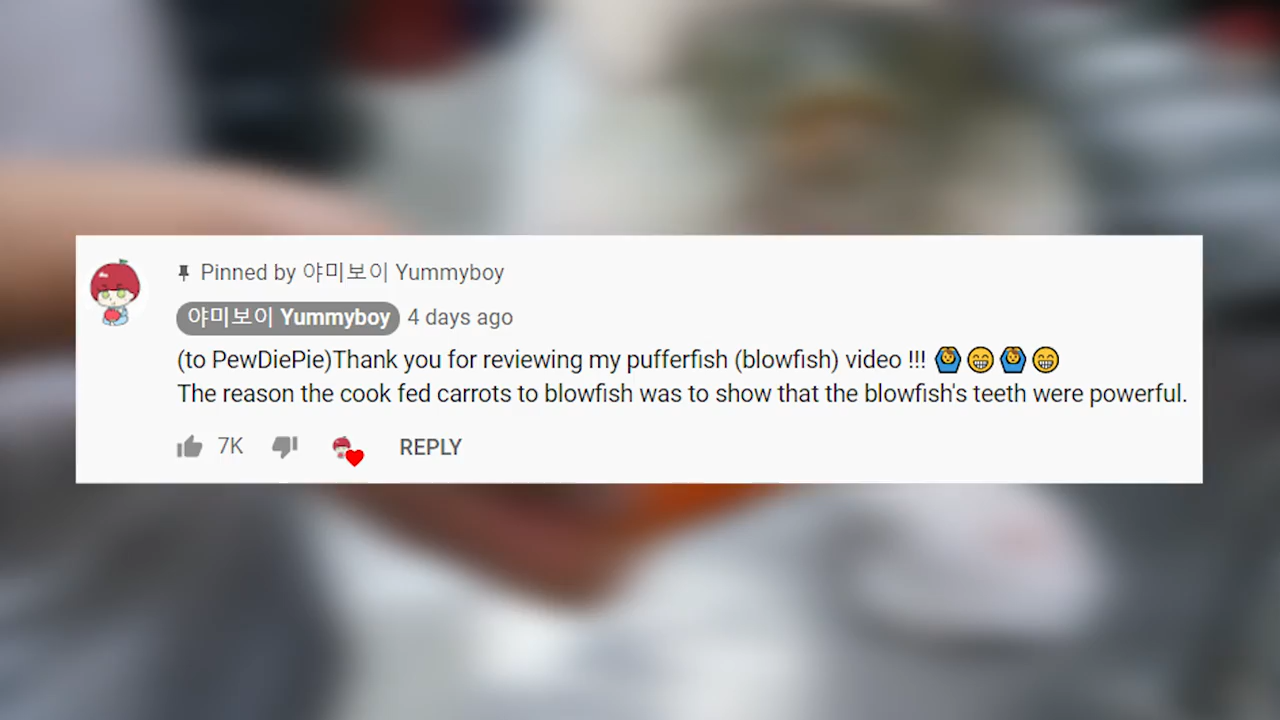 Pinned by 야미보이 Yummyboy
야미보이 Yummyboy 4 days ago
(to PewDiePie)Thank you for reviewing my pufferfish (blowfish) video !!! 🙆‍♂️😁🙆‍♂️😁
The reason the cook fed carrots to blowfish was to show that the blowfish's teeth were powerful.
7K REPLY